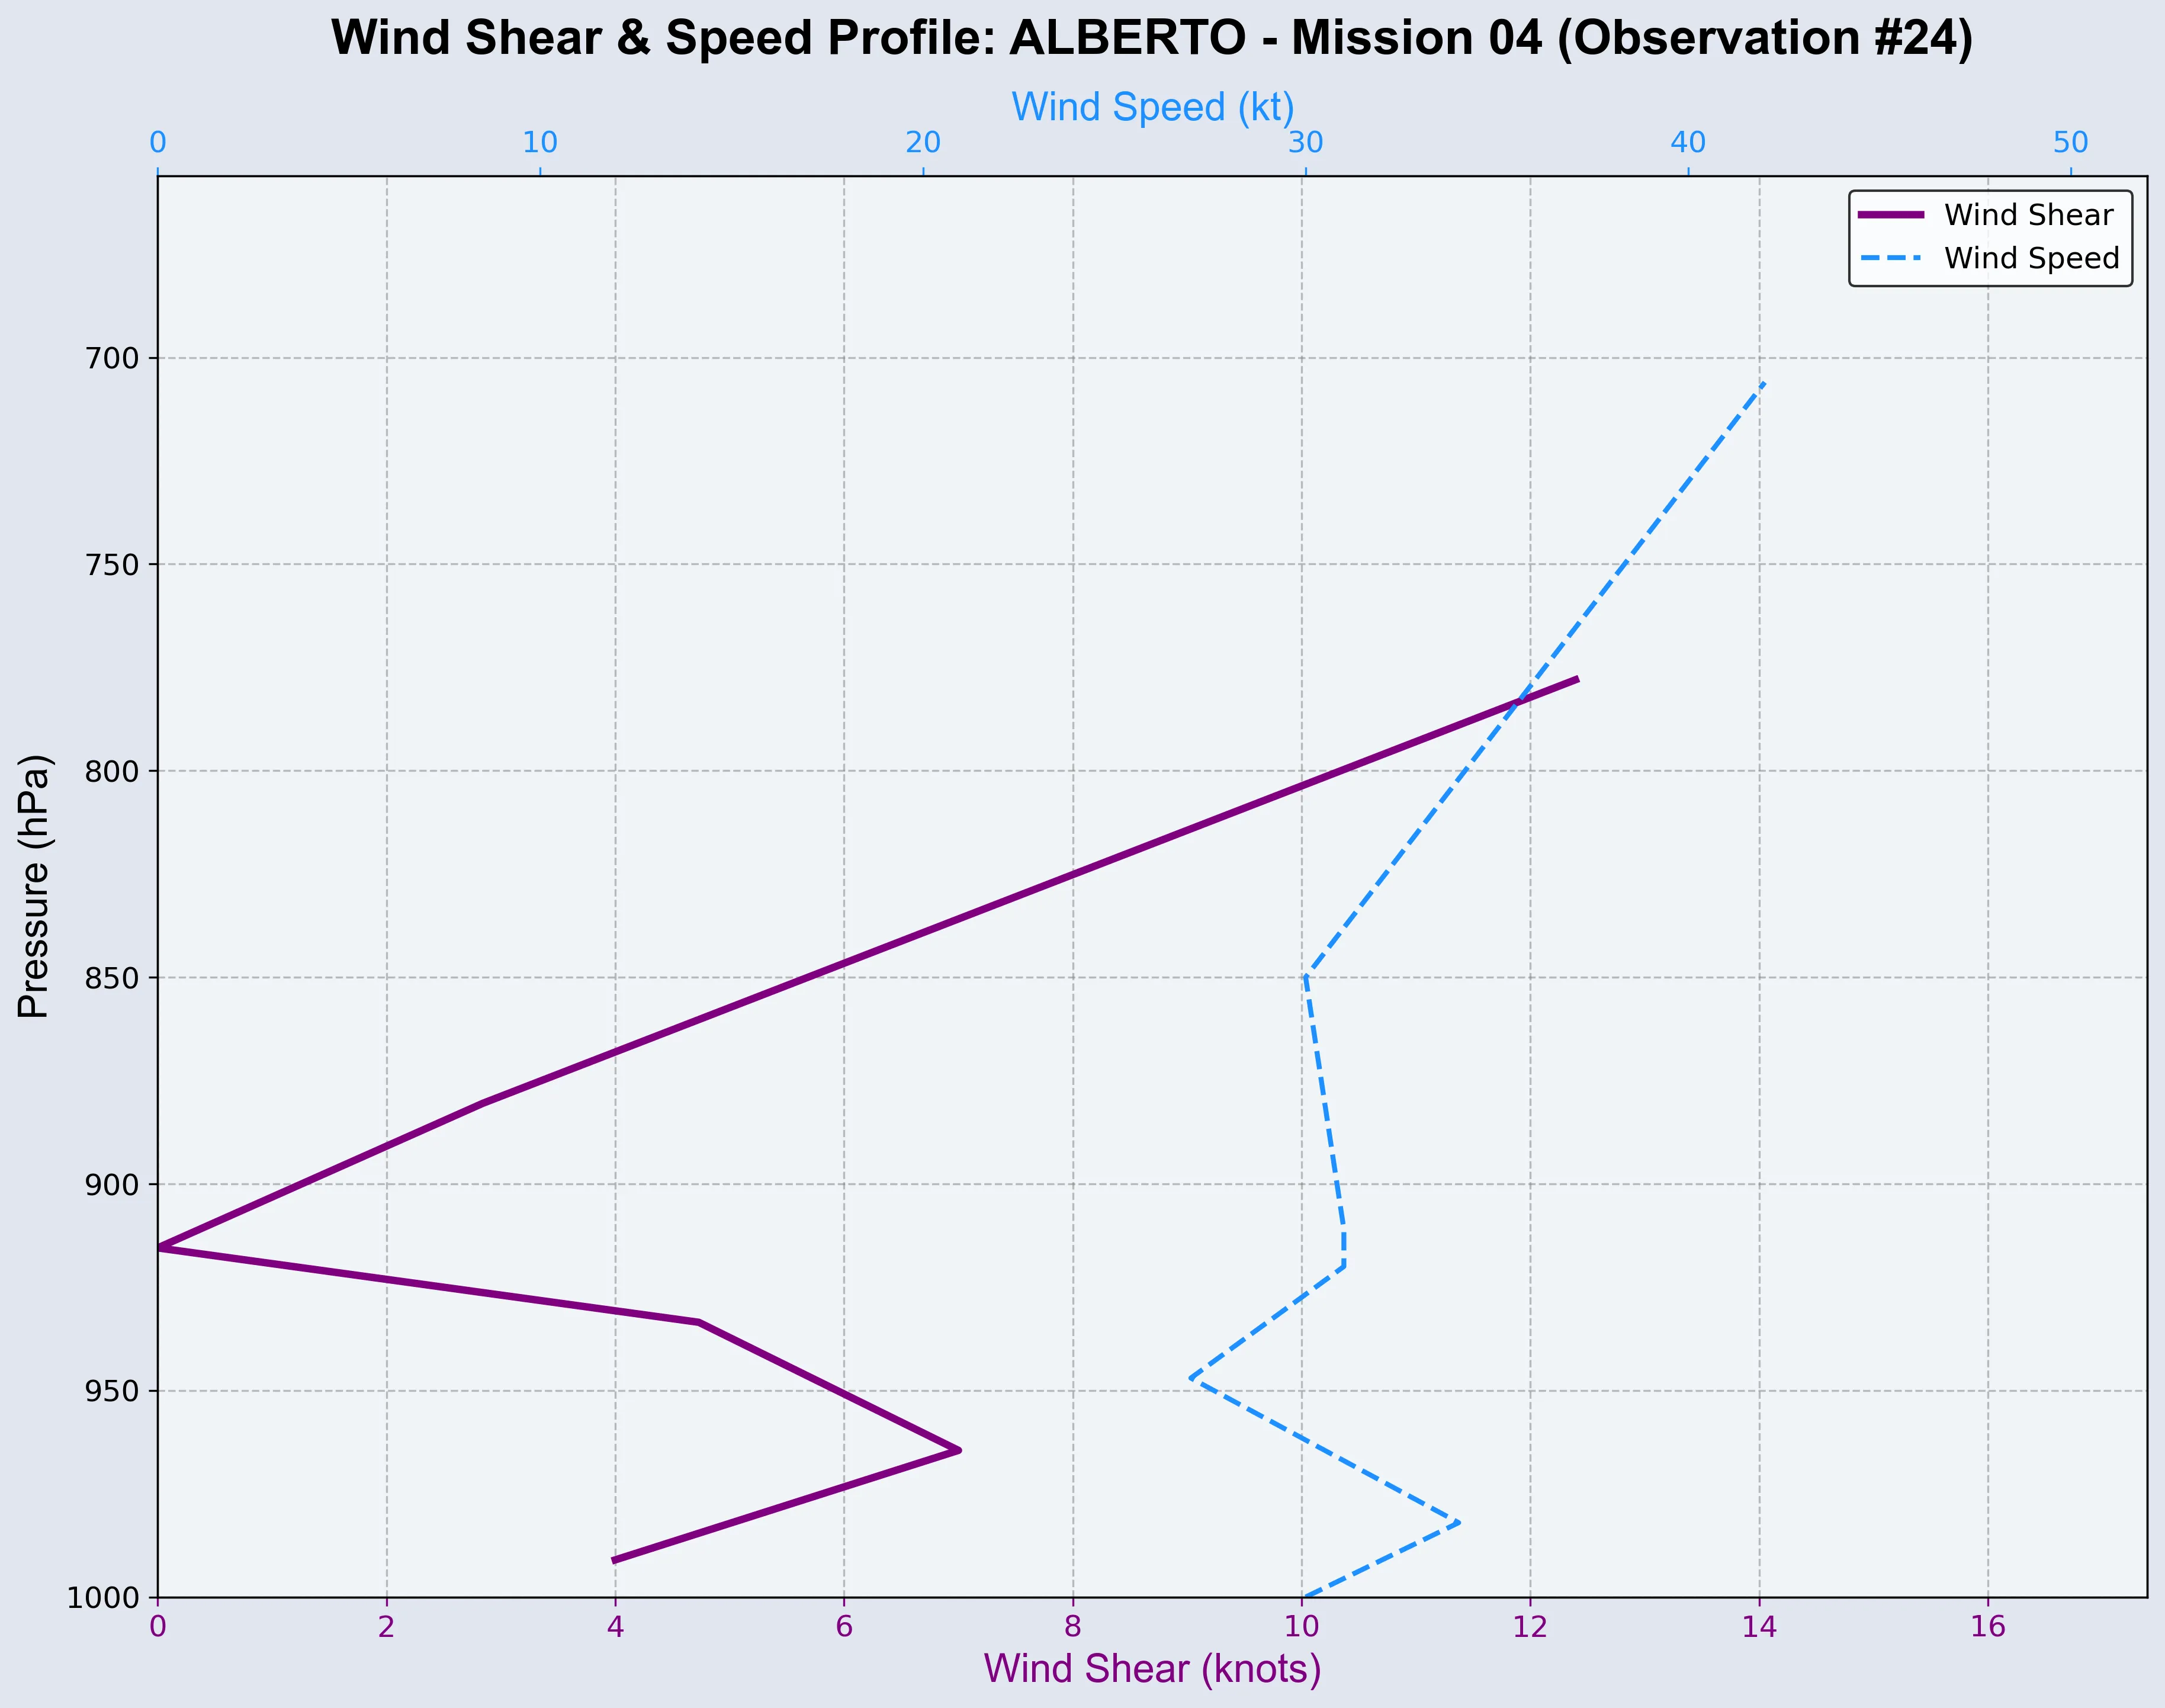 Wind Shear & Speed Profile: ALBERTO - Mission 04 (Observation #24)
Wind Speed (kt)
0 10 20 30 40 50
Wind Shear
Wind Speed
700
750
800
850
900
950
1000
Pressure (hPa)
0 2 4 6 8 10 12 14 16
Wind Shear (knots)